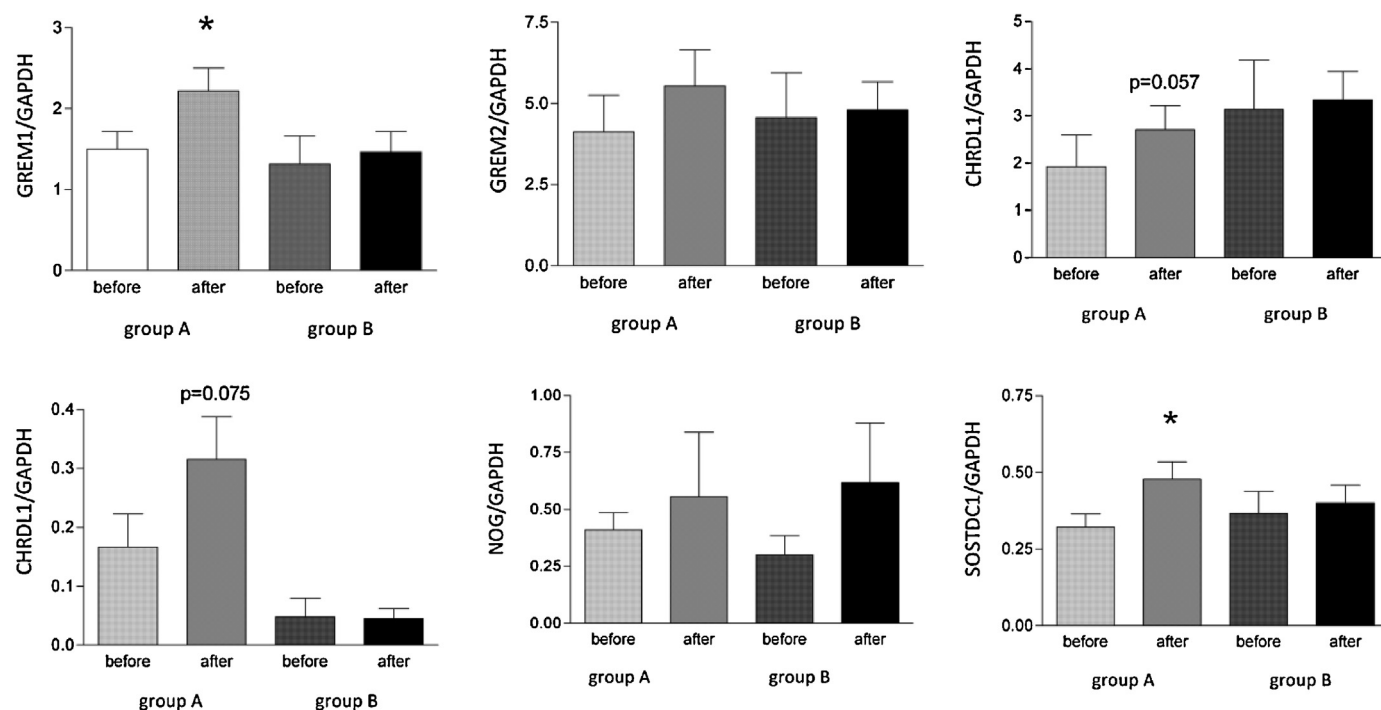 GREM1/GAPDH
3
2
1
0
*
before after before after
group A group B
GREM2/GAPDH
7.5
5.0
2.5
0.0
before after before after
group A group B
CHRDL1/GAPDH
5
4
3
2
1
0
p=0.057
before after before after
group A group B
CHRDL1/GAPDH
0.4
0.3
0.2
0.1
0.0
p=0.075
before after before after
group A group B
NOG/GAPDH
1.00
0.75
0.50
0.25
0.00
before after before after
group A group B
SOSTDC1/GAPDH
0.75
0.50
0.25
0.00
*
before after before after
group A group B